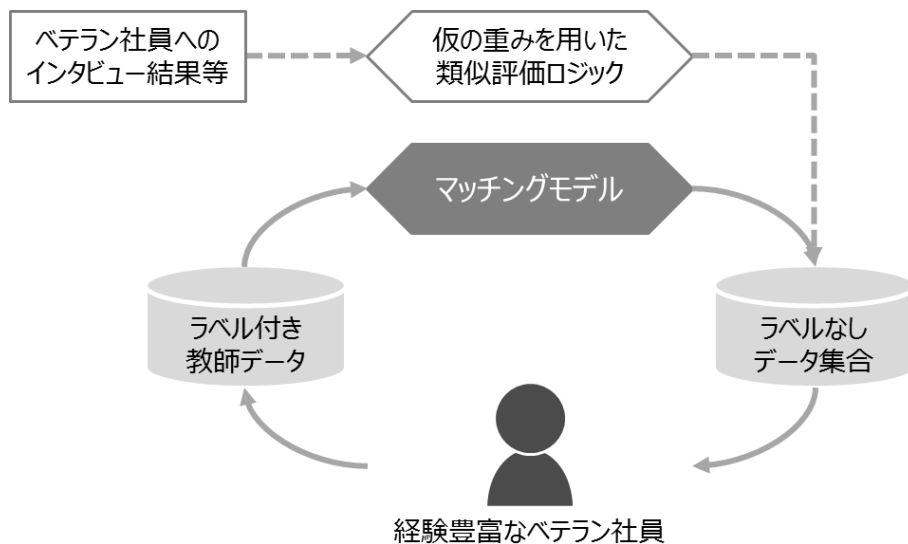 ベテラン社員への
インタビュー結果等
仮の重みを用いた
類似評価ロジック
マッチングモデル
ラベル付き
教師データ
ラベルなし
データ集合
経験豊富なベテラン社員